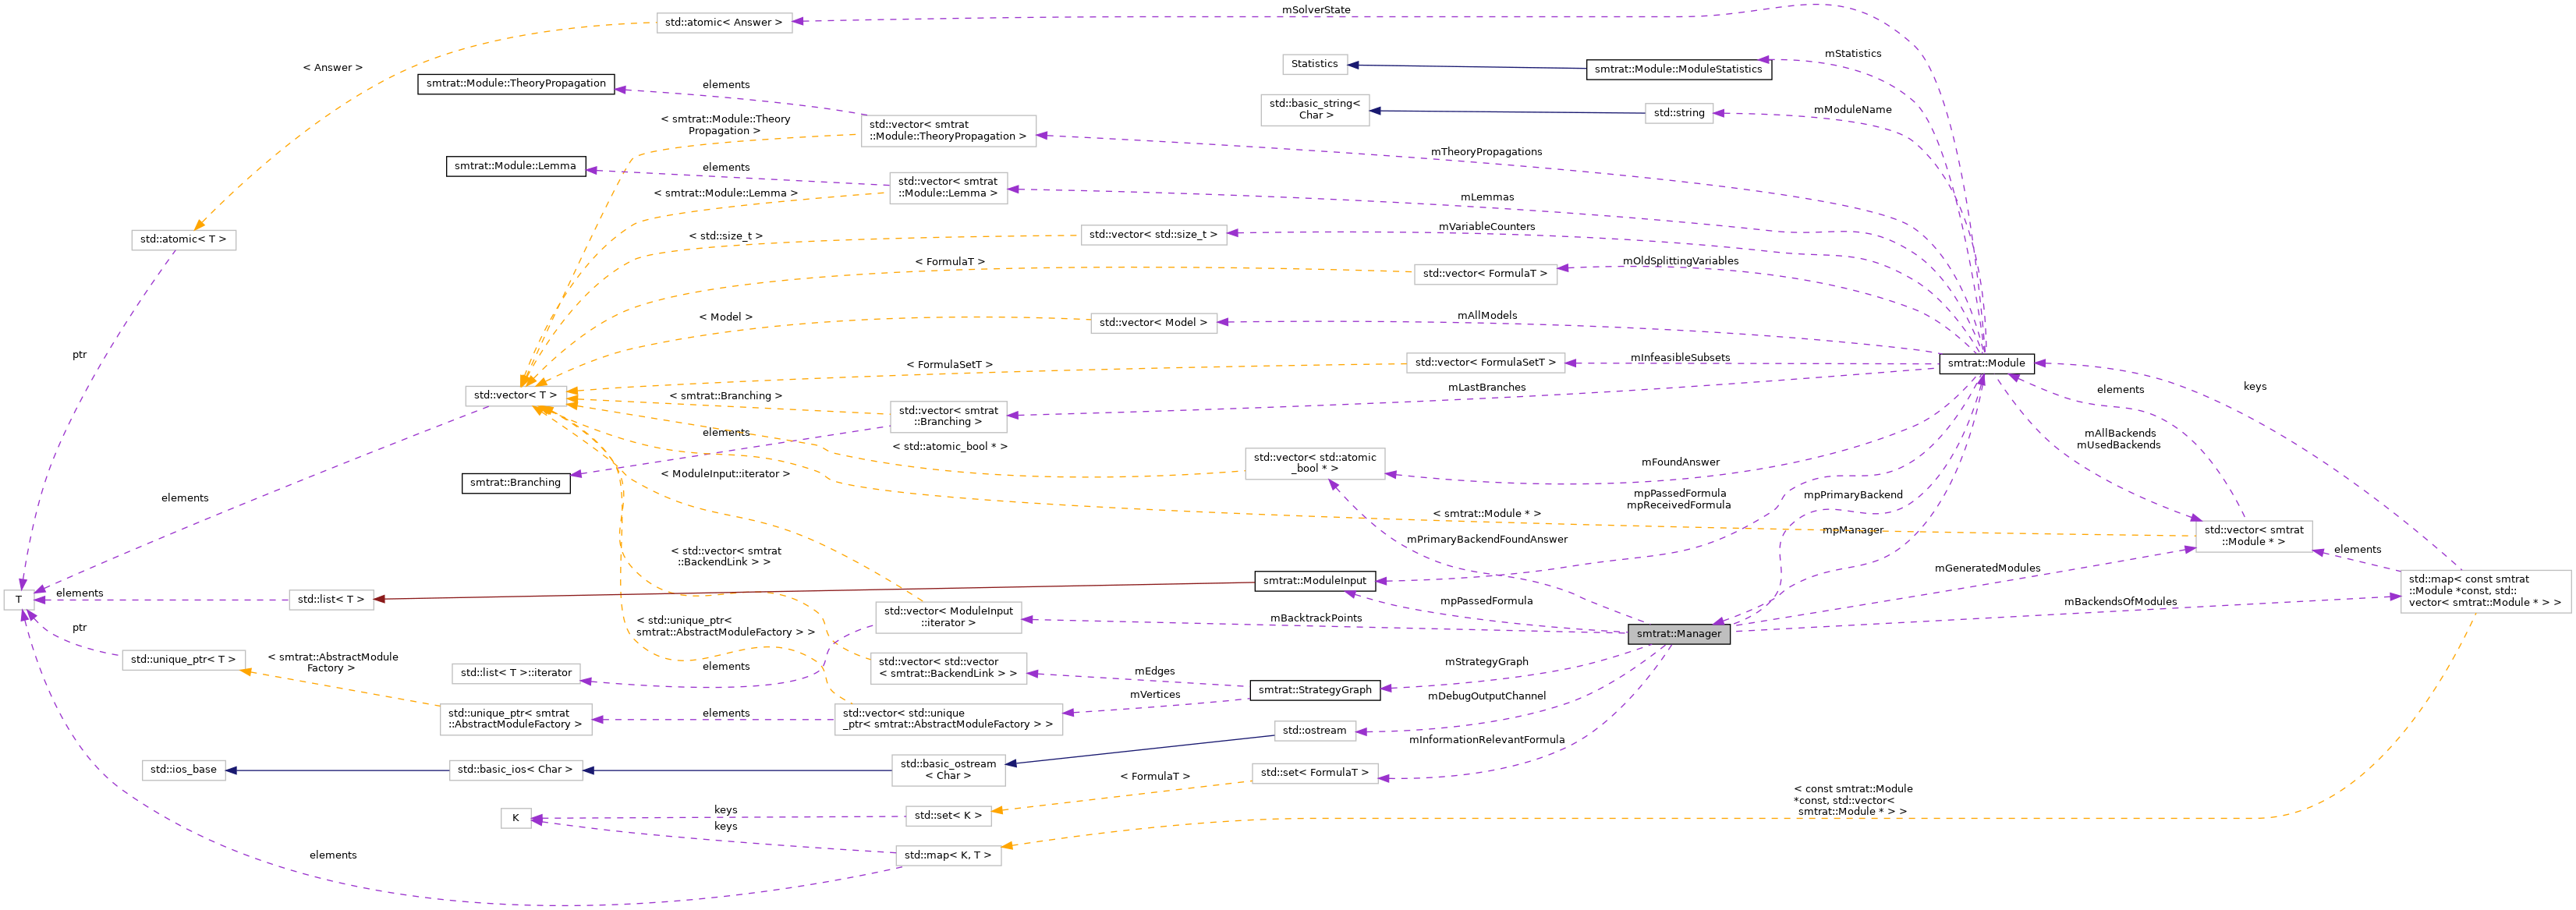 mSolverState
std::atomic< Answer >
mStatistics
Statistics
< Answer >
smtrat::Module::ModuleStatistics
smtrat::Module::TheoryPropagation
elements
std::basic_string<
Char >
mModuleName
std::string
< smtrat::Module::Theory
Propagation >
std::vector< smtrat
::Module::TheoryPropagation >
mTheoryPropagations
smtrat::Module::Lemma
elements
std::vector< smtrat
::Module::Lemma >
< smtrat::Module::Lemma >
mLemmas
mVariableCounters
std::vector< std::size_t >
< std::size_t >
std::atomic< T >
< FormulaT >
mOldSplittingVariables
std::vector< FormulaT >
< Model >
mAllModels
std::vector< Model >
ptr
mInfeasibleSubsets
< FormulaSetT >
std::vector< FormulaSetT >
smtrat::Module
mLastBranches
elements
keys
std::vector< T >
< smtrat::Branching >
std::vector< smtrat
::Branching >
elements
mAllBackends
mUsedBackends
< std::atomic_bool * >
std::vector< std::atomic
_bool * >
mFoundAnswer
< ModuleInput::iterator >
smtrat::Branching
elements
mpPassedFormula
mpReceivedFormula
mpPrimaryBackend
< smtrat::Module * >
mpManager
std::vector< smtrat
::Module * >
mPrimaryBackendFoundAnswer
< std::vector< smtrat
::BackendLink > >
elements
mGeneratedModules
smtrat::ModuleInput
std::map< const smtrat
::Module *const, std::
vector< smtrat::Module * > >
elements
T
std::list< T >
mpPassedFormula
mBackendsOfModules
std::vector< ModuleInput
::iterator >
mBacktrackPoints
< std::unique_ptr<
smtrat::AbstractModuleFactory > >
ptr
smtrat::Manager
std::unique_ptr< T >
< smtrat::AbstractModule
Factory >
std::list< T >::iterator
elements
std::vector< std::vector
< smtrat::BackendLink > >
mEdges
mStrategyGraph
smtrat::StrategyGraph
mVertices
mDebugOutputChannel
std::unique_ptr< smtrat
::AbstractModuleFactory >
elements
std::vector< std::unique
_ptr< smtrat::AbstractModuleFactory > >
std::ostream
mInformationRelevantFormula
std::ios_base
std::basic_ios< Char >
std::basic_ostream
< Char >
< FormulaT >
std::set< FormulaT >
< const smtrat::Module
*const, std::vector<
smtrat::Module * > >
K
keys
keys
std::set< K >
elements
std::map< K, T >